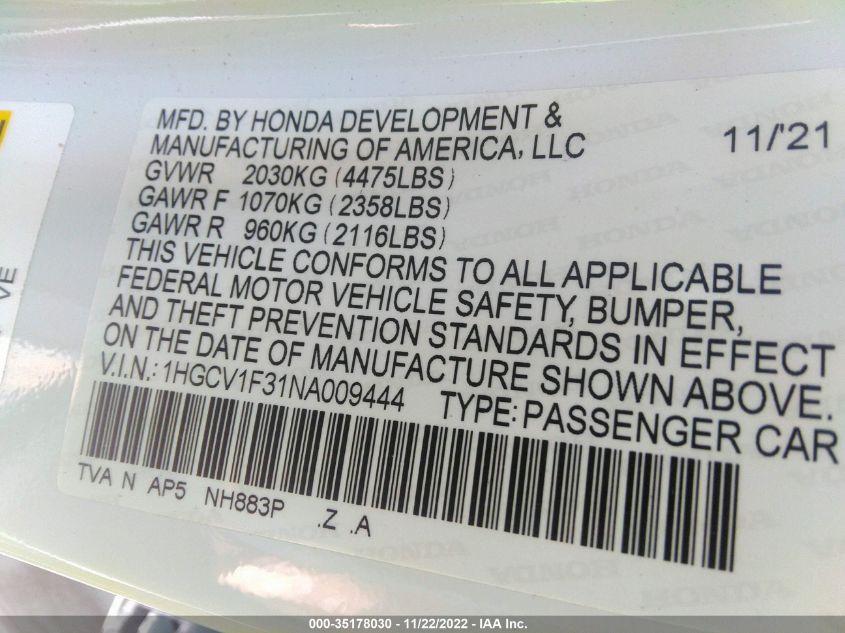 MFD. BY HONDA DEVELOPMENT &
MANUFACTURING OF AMERICA, LLC 11/'21
GVWR 2030KG (4475LBS)
GAWR F 1070KG (2358LBS)
GAWR R 960KG (2116LBS)
THIS VEHICLE CONFORMS TO ALL APPLICABLE
FEDERAL MOTOR VEHICLE SAFETY, BUMPER,
AND THEFT PREVENTION STANDARDS IN EFFECT
ON THE DATE OF MANUFACTURE SHOWN ABOVE.
V.I.N.: 1HGCV1F31NA009444 TYPE: PASSENGER CAR
TVA N AP5 NH883P .Z .A
VE
000-35178030 - 11/22/2022 - IAA Inc.